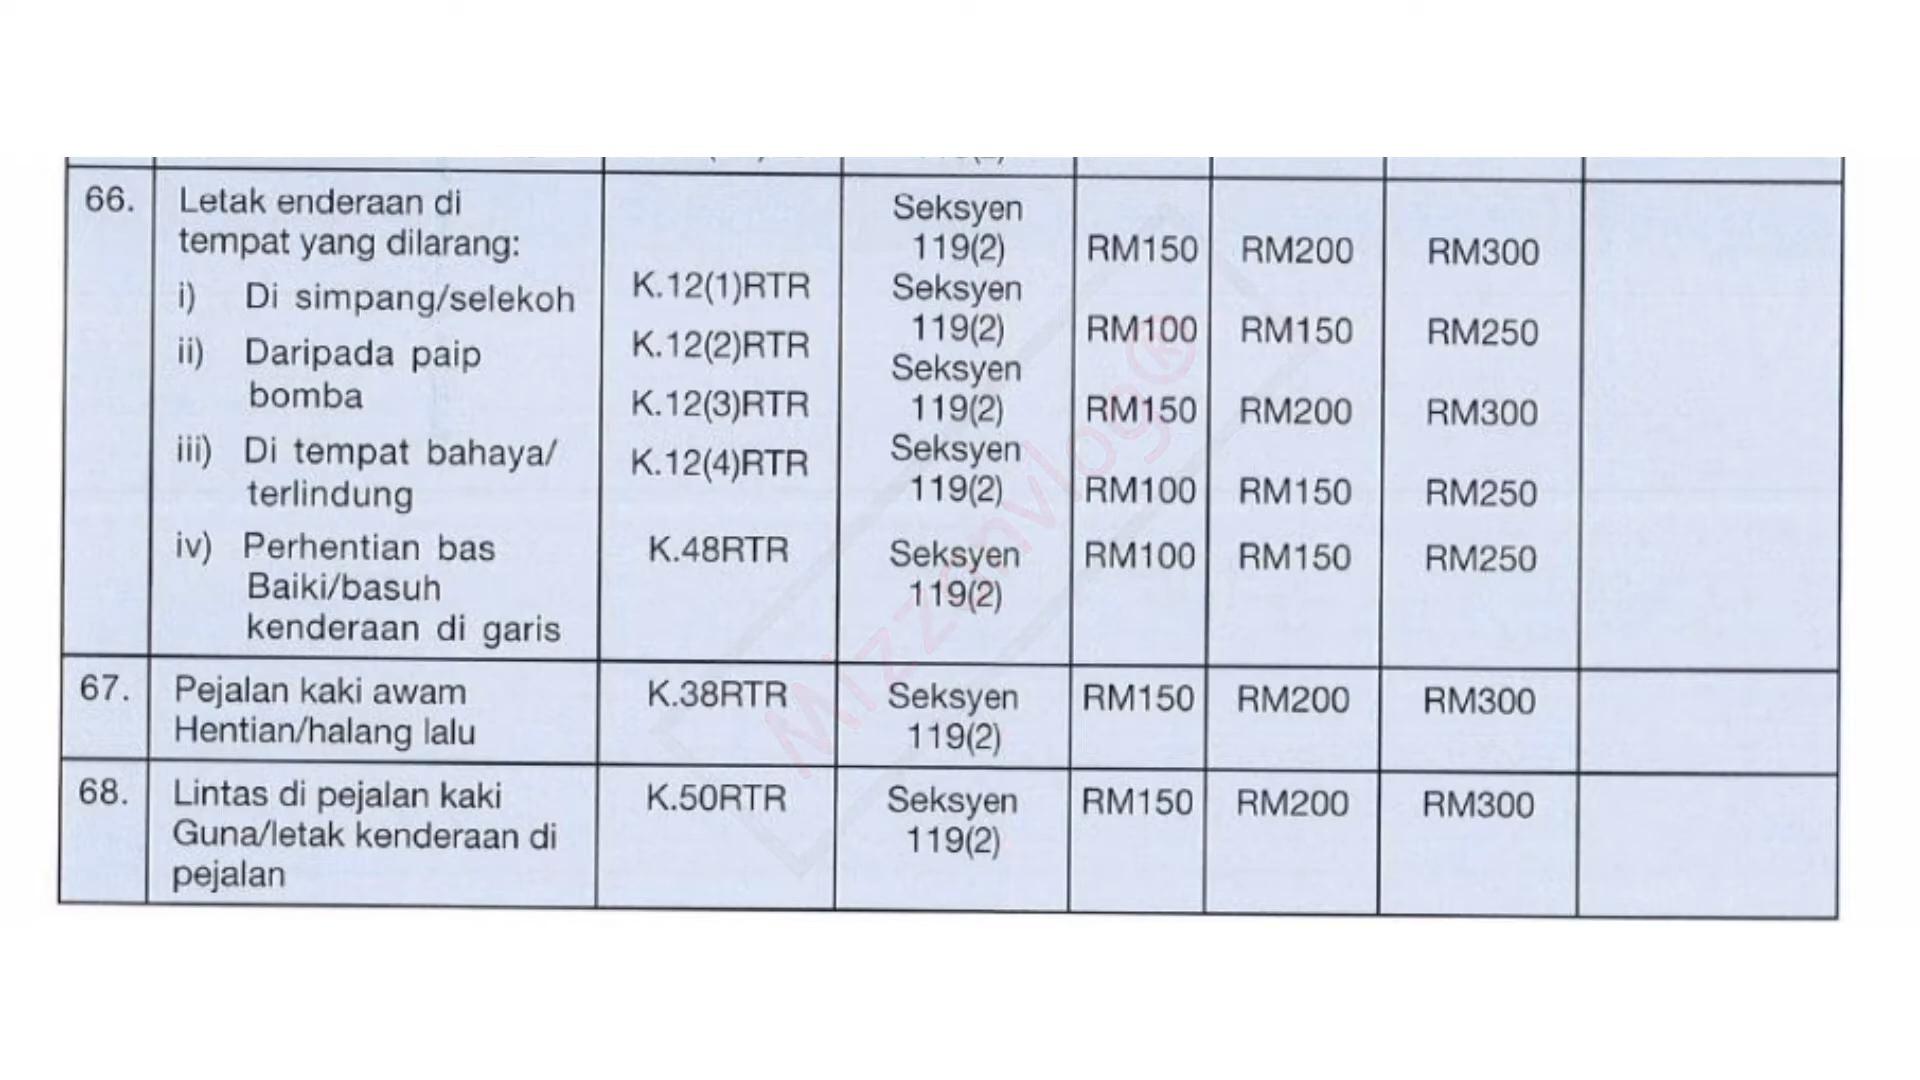 66.
Letak enderaan di
tempat yang dilarang:
i) Di simpang/selekoh
ii) Daripada paip
bomba
iii) Di tempat bahaya/
terlindung
iv) Perhentian bas
Baiki/basuh
kenderaan di garis
K.12(1)RTR
K.12(2)RTR
K.12(3)RTR
K.12(4)RTR
K.48RTR
Seksyen
119(2)
Seksyen
119(2)
Seksyen
119(2)
Seksyen
119(2)
Seksyen
119(2)
RM150 RM200 RM300
RM100 RM150 RM250
RM150 RM200 RM300
RM100 RM150 RM250
RM100 RM150 RM250
67.
Pejalan kaki awam
Hentian/halang lalu
K.38RTR
Seksyen
119(2)
RM150 RM200 RM300
68.
Lintas di pejalan kaki
Guna/letak kenderaan di
pejalan
K.50RTR
Seksyen
119(2)
RM150 RM200 RM300